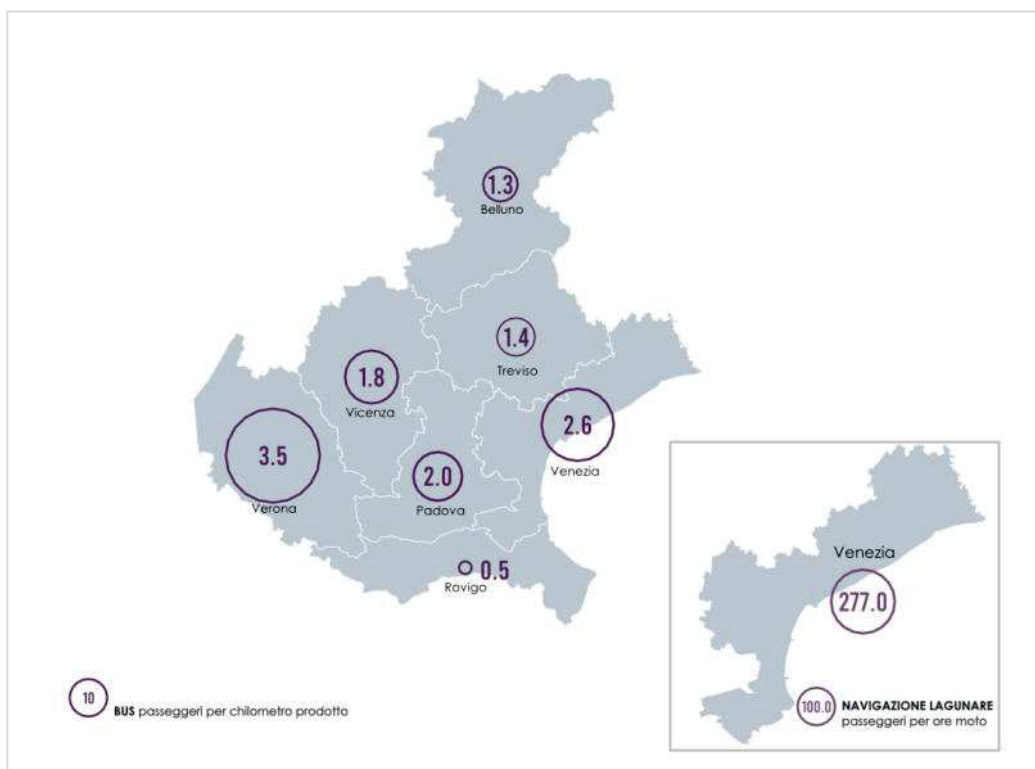 1.3
Belluno
1.4
Treviso
1.8
Vicenza
2.6
Venezia
3.5
Verona
2.0
Padova
0.5
Rovigo
10
BUS passeggeri per chilometro prodotto
Venezia
277.0
100.0
NAVIGAZIONE LAGUNARE
passeggeri per ore moto